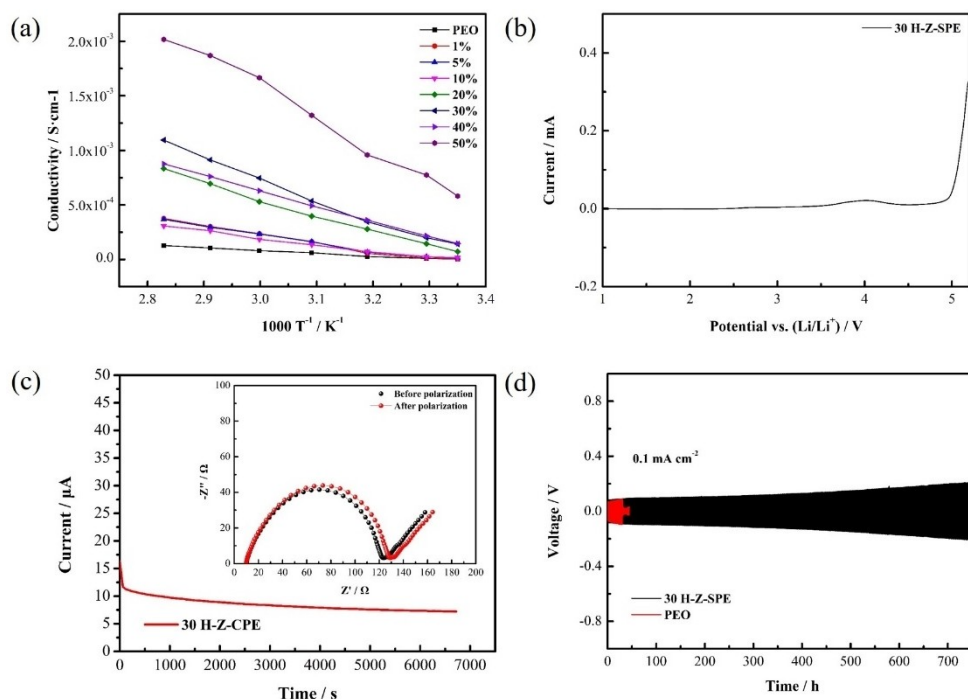 (a)
Conductivity / S·cm-1
2.0x10⁻³
1.5x10⁻³
1.0x10⁻³
5.0x10⁻⁴
0.0
PEO
1%
5%
10%
20%
30%
40%
50%
2.8 2.9 3.0 3.1 3.2 3.3 3.4
1000 T⁻¹ / K⁻¹
(b)
Current / mA
0.4
0.2
0.0
-0.2
30 H-Z-SPE
1 2 3 4 5
Potential vs. (Li/Li⁺) / V
(c)
Current / μA
50
45
40
35
30
25
20
15
10
5
0
-Z'' / Ω
100
80
60
40
20
0
Before polarization
After polarization
0 20 40 60 80 100 120 140 160 180 200
Z' / Ω
30 H-Z-CPE
0 1000 2000 3000 4000 5000 6000 7000
Time / s
(d)
Voltage / V
0.8
0.4
0.0
-0.4
-0.8
0.1 mA cm⁻²
30 H-Z-SPE
PEO
0 100 200 300 400 500 600 700
Time / h